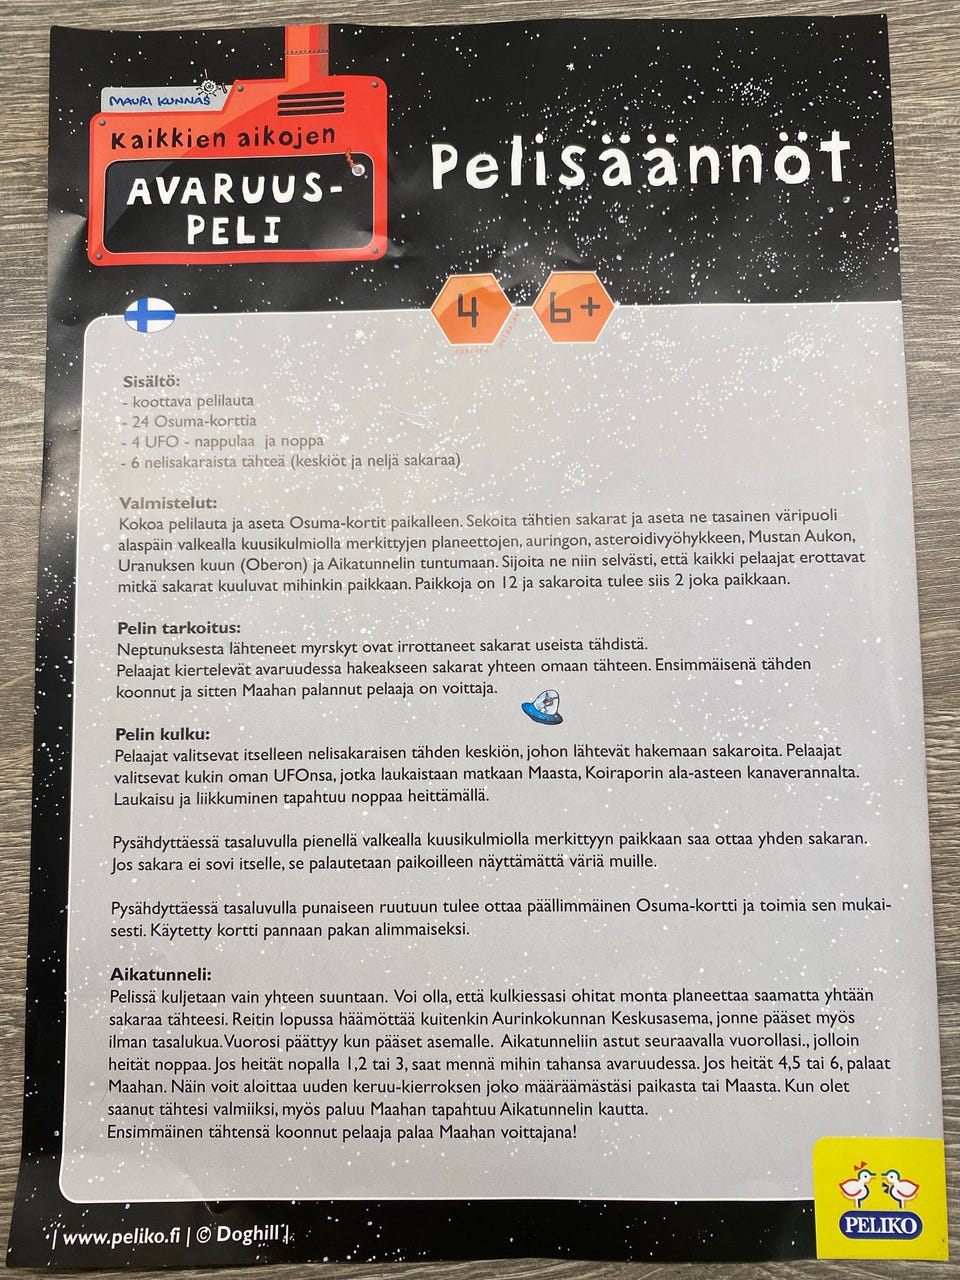 MAURI KUNNAS
Kaikkien aikojen
AVARUUS-
PELI
Pelisäännöt
4
6+
Sisältö:
- koottava pelilauta
- 24 Osuma-korttia
- 4 UFO - nappulaa ja noppa
- 6 nelisakaraista tähteä (keskiöt ja neljä sakaraa)
Valmistelut:
Kokoa pelilauta ja aseta Osuma-kortit paikalleen. Sekoita tähtien sakarat ja aseta ne tasainen väripuoli
alaspäin valkealla kuusikulmiolla merkittyjen planeettojen, auringon, asteroidivyöhykkeen, Mustan Aukon,
Uranuksen kuun (Oberon) ja Aikatunnelin tuntumaan. Sijoita ne niin selvästi, että kaikki pelaajat erottavat
mitkä sakarat kuuluvat mihinkin paikkaan. Paikkoja on 12 ja sakaroita tulee siis 2 joka paikkaan.
Pelin tarkoitus:
Neptunuksesta lähteneet myrskyt ovat irrottaneet sakarat useista tähdistä.
Pelaajat kiertelevät avaruudessa hakeakseen sakarat yhteen omaan tähteen. Ensimmäisenä tähden
koonnut ja sitten Maahan palannut pelaaja on voittaja.
Pelin kulku:
Pelaajat valitsevat itselleen nelisakaraisen tähden keskiön, johon lähtevät hakemaan sakaroita. Pelaajat
valitsevat kukin oman UFOnsa, jotka laukaistaan matkaan Maasta, Koiraporin ala-asteen kanaverannalta.
Laukaisu ja liikkuminen tapahtuu noppaa heittämällä.
Pysähdyttäessä tasaluvulla pienellä valkealla kuusikulmiolla merkittyyn paikkaan saa ottaa yhden sakaran.
Jos sakara ei sovi itselle, se palautetaan paikoilleen näyttämättä väriä muille.
Pysähdyttäessä tasaluvulla punaiseen ruutuun tulee ottaa päällimmäinen Osuma-kortti ja toimia sen mukai-
sesti. Käytetty kortti pannaan pakan alimmaiseksi.
Aikatunneli:
Pelissä kuljetaan vain yhteen suuntaan. Voi olla, että kulkiessasi ohitat monta planeettaa saamatta yhtään
sakaraa tähteesi. Reitin lopussa häämöttää kuitenkin Aurinkokunnan Keskusasema, jonne pääset myös
ilman tasalukua. Vuorosi päättyy kun pääset asemalle. Aikatunneliin astut seuraavalla vuorollasi., jolloin
heität noppaa. Jos heität nopalla 1,2 tai 3, saat mennä mihin tahansa avaruudessa. Jos heität 4,5 tai 6, palaat
Maahan. Näin voit aloittaa uuden keruu-kierroksen joko määräämästäsi paikasta tai Maasta. Kun olet
saanut tähtesi valmiiksi, myös paluu Maahan tapahtuu Aikatunnelin kautta.
Ensimmäinen tähtensä koonnut pelaaja palaa Maahan voittajana!
| www.peliko.fi | © Doghill |
PELIKO